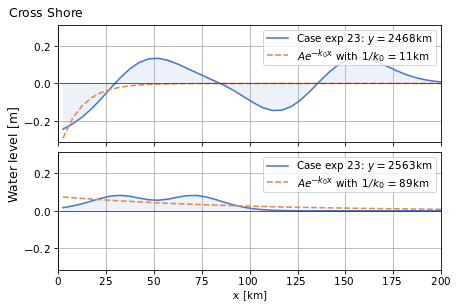 Cross Shore
Water level [m]
0.2
0.0
−0.2
Case exp 23: y = 2468km
Ae^{−k₀x} with 1/k₀ = 11km
0.2
0.0
−0.2
Case exp 23: y = 2563km
Ae^{−k₀x} with 1/k₀ = 89km
0 25 50 75 100 125 150 175 200
x [km]